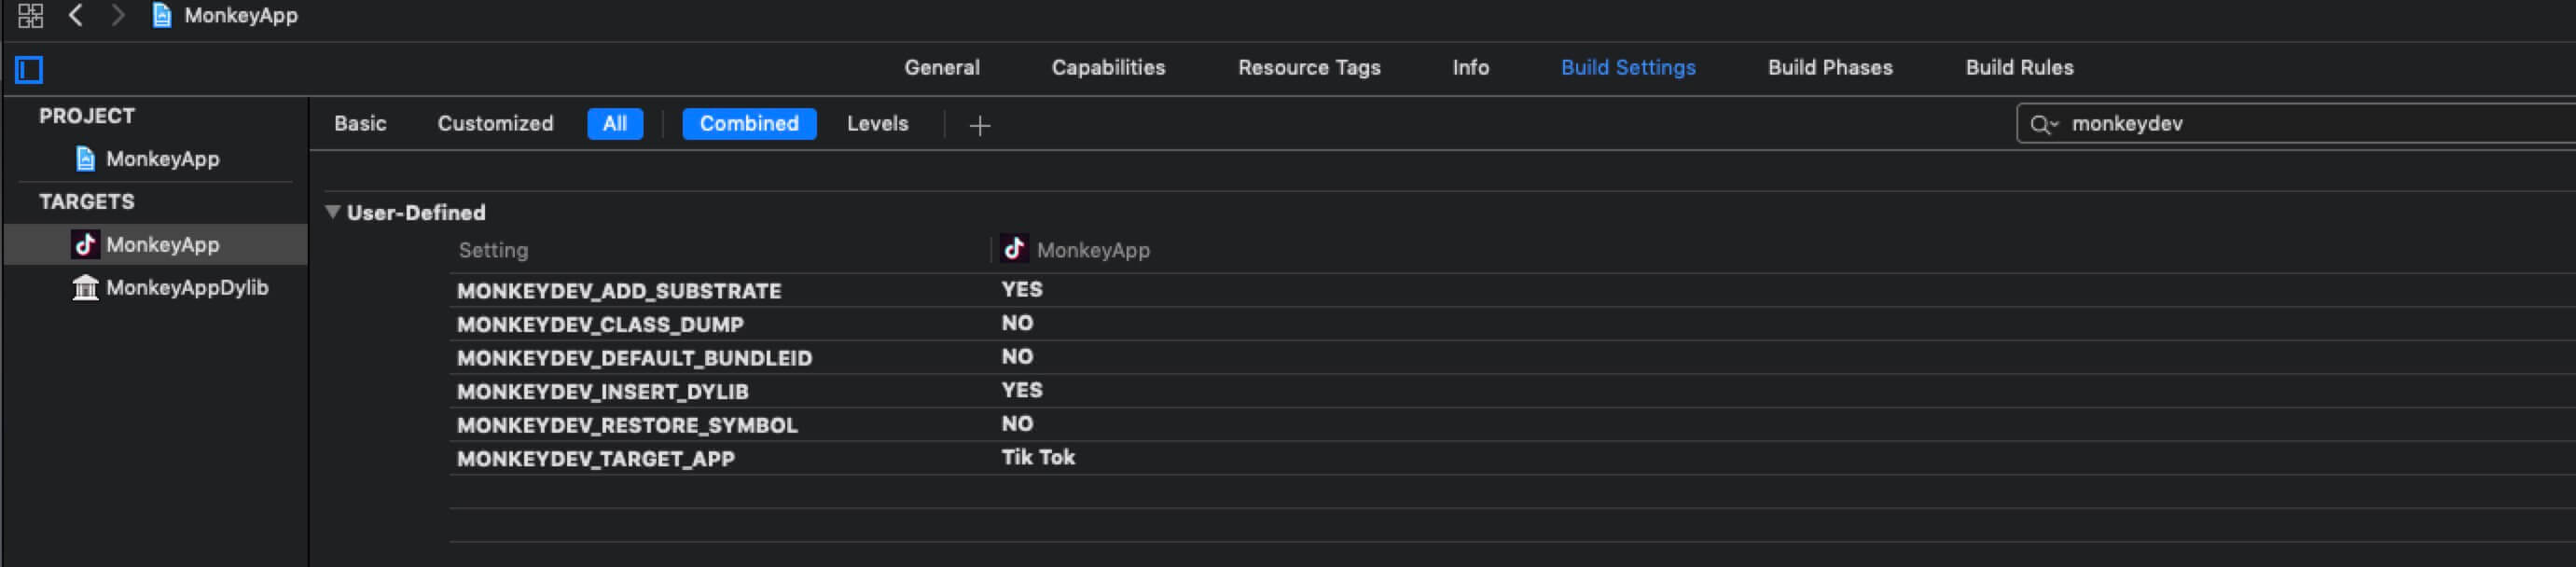 MonkeyApp
General Capabilities Resource Tags Info Build Settings Build Phases Build Rules
PROJECT
MonkeyApp
TARGETS
MonkeyApp
MonkeyAppDylib
Basic Customized All Combined Levels + monkeydev
User-Defined
Setting MonkeyApp
MONKEYDEV_ADD_SUBSTRATE YES
MONKEYDEV_CLASS_DUMP NO
MONKEYDEV_DEFAULT_BUNDLEID NO
MONKEYDEV_INSERT_DYLIB YES
MONKEYDEV_RESTORE_SYMBOL NO
MONKEYDEV_TARGET_APP Tik Tok